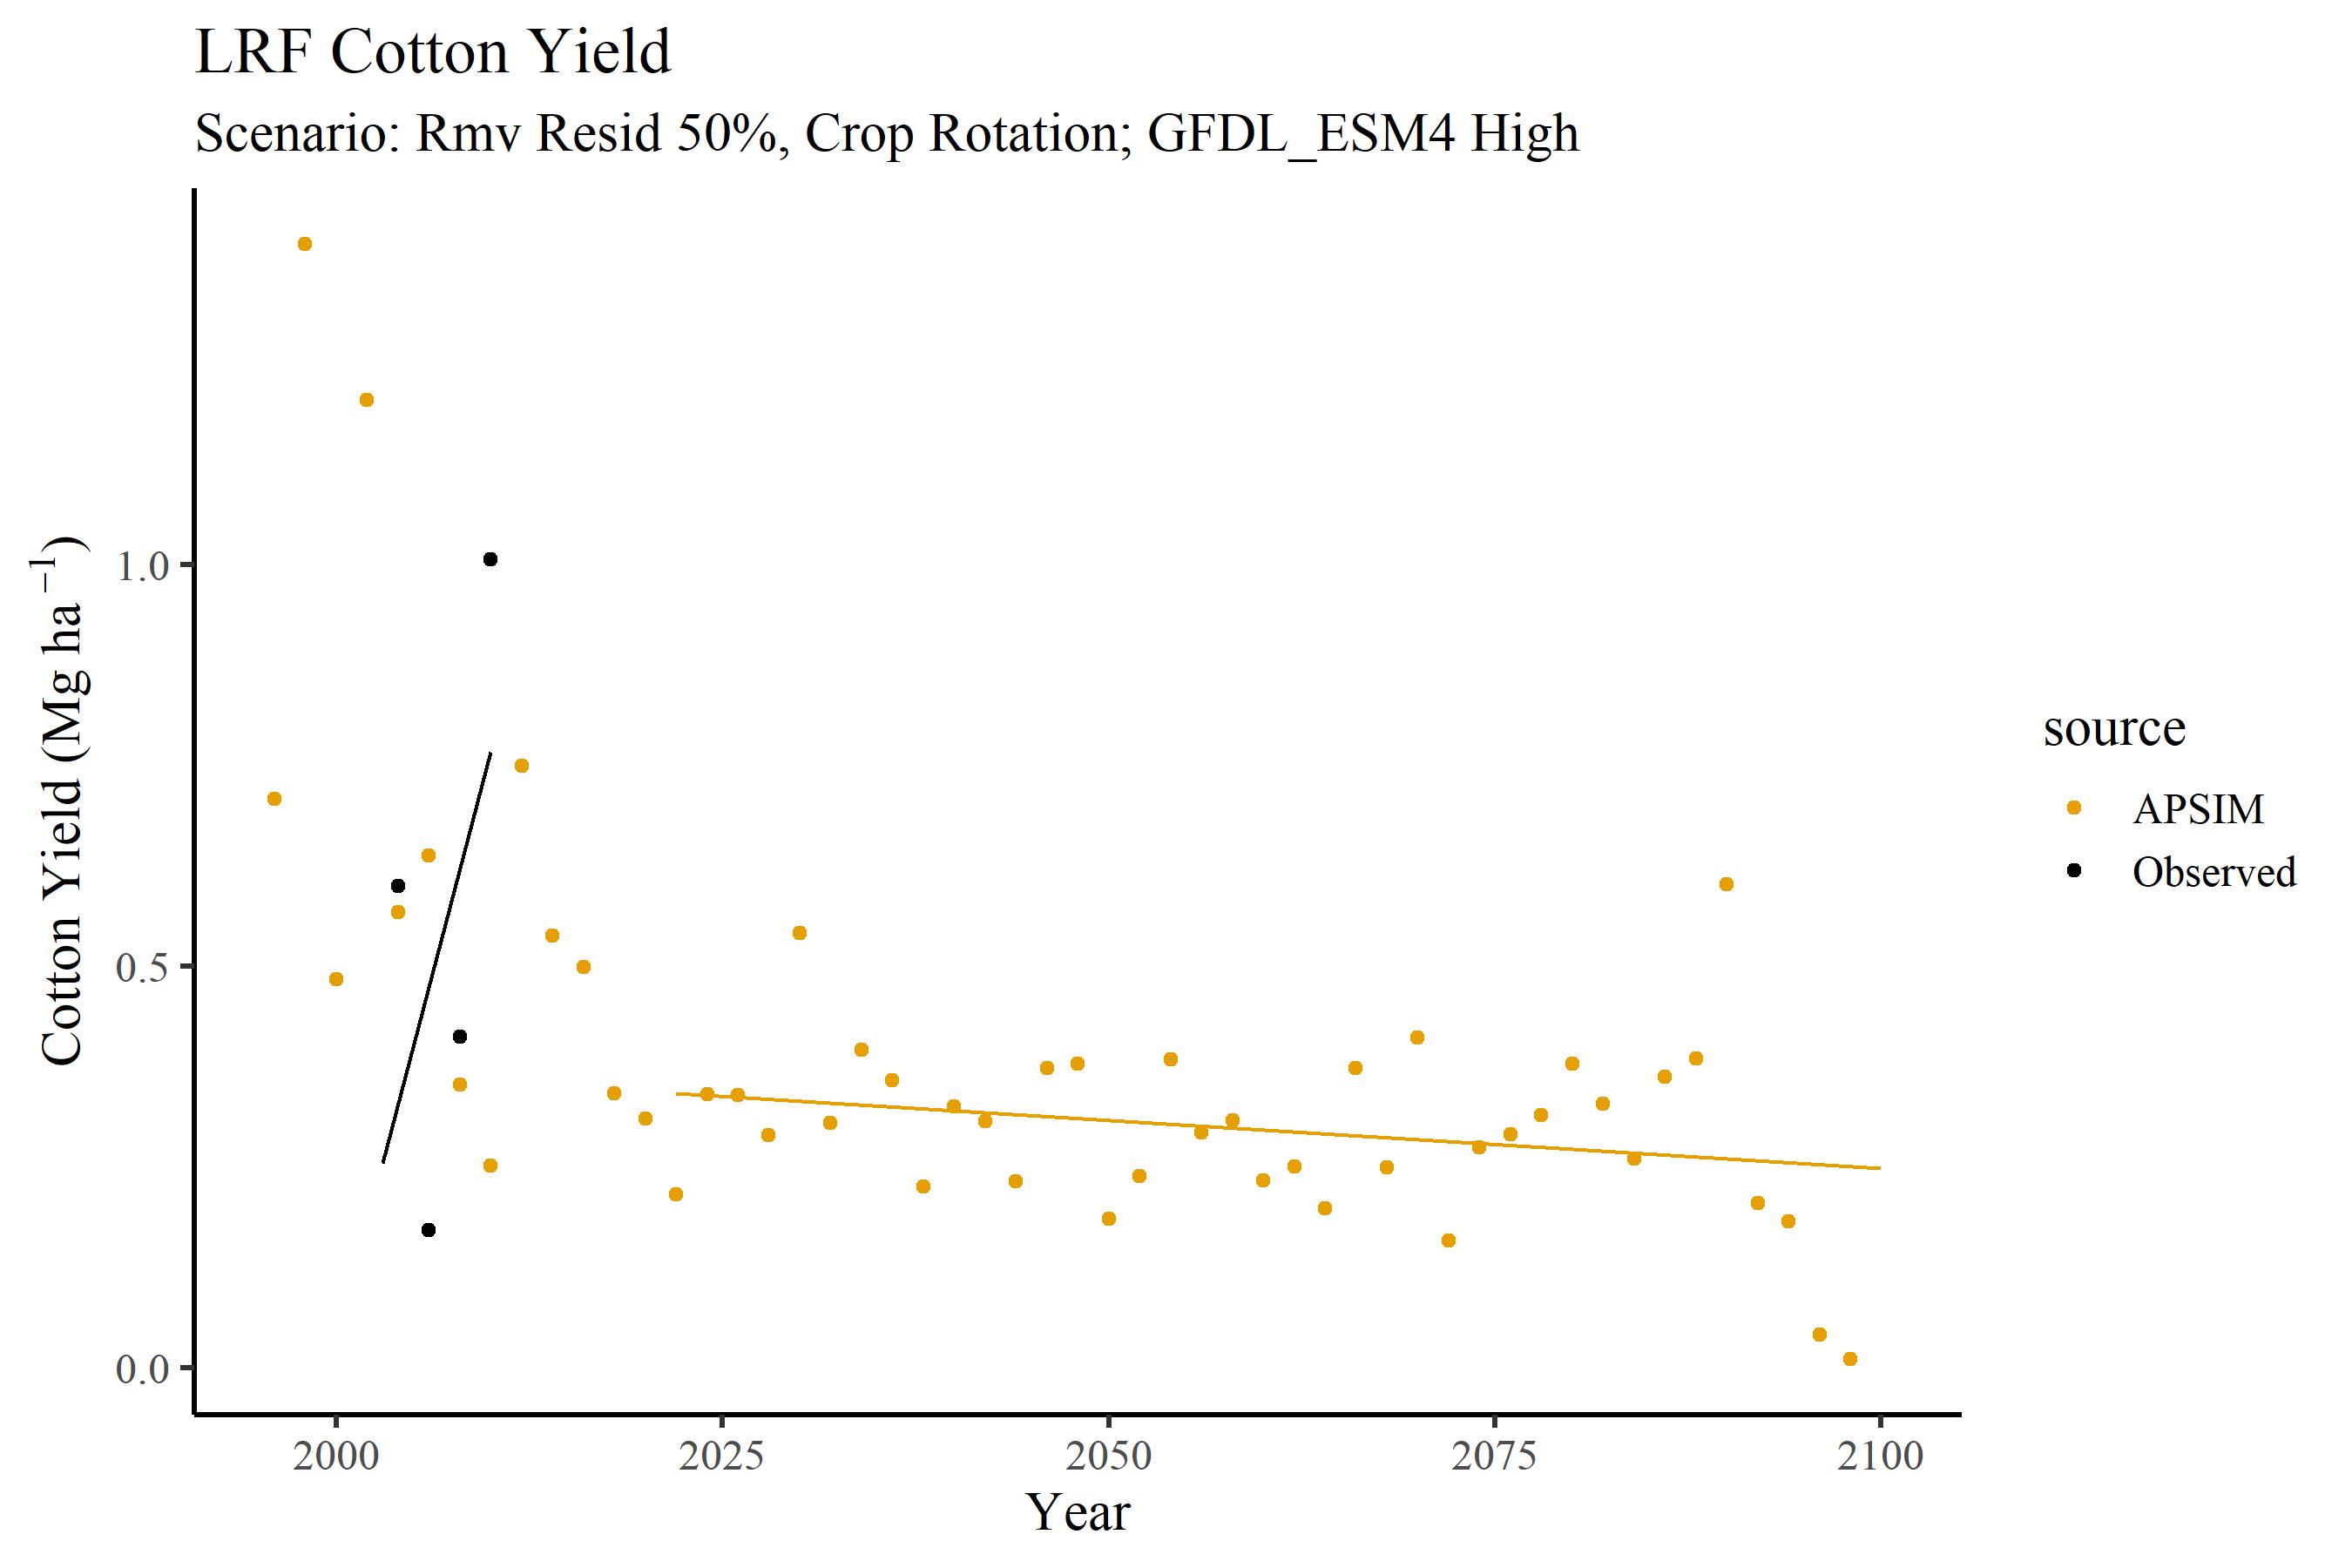 LRF Cotton Yield
Scenario: Rmv Resid 50%, Crop Rotation; GFDL_ESM4 High
Cotton Yield (Mg ha⁻¹)
1.0
0.5
0.0
2000 2025 2050 2075 2100
Year
source
APSIM
Observed